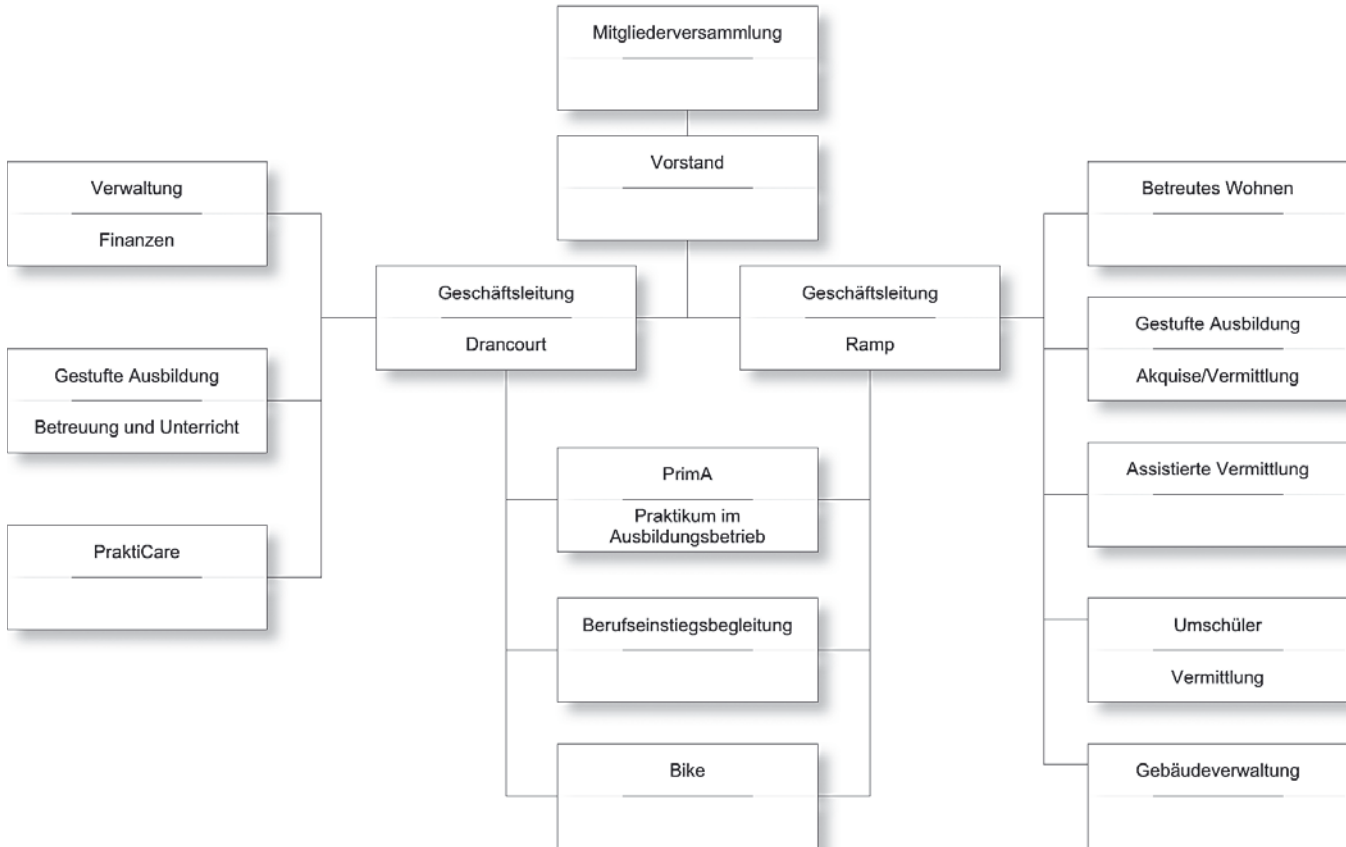 Mitgliederversammlung
Vorstand
Verwaltung
Finanzen
Betreutes Wohnen
Geschäftsleitung
Drancourt
Geschäftsleitung
Ramp
Gestufte Ausbildung
Akquise/Vermittlung
Gestufte Ausbildung
Betreuung und Unterricht
PrimA
Praktikum im
Ausbildungsbetrieb
Assistierte Vermittlung
PraktiCare
Berufseinstiegsbegleitung
Umschüler
Vermittlung
Bike
Gebäudeverwaltung